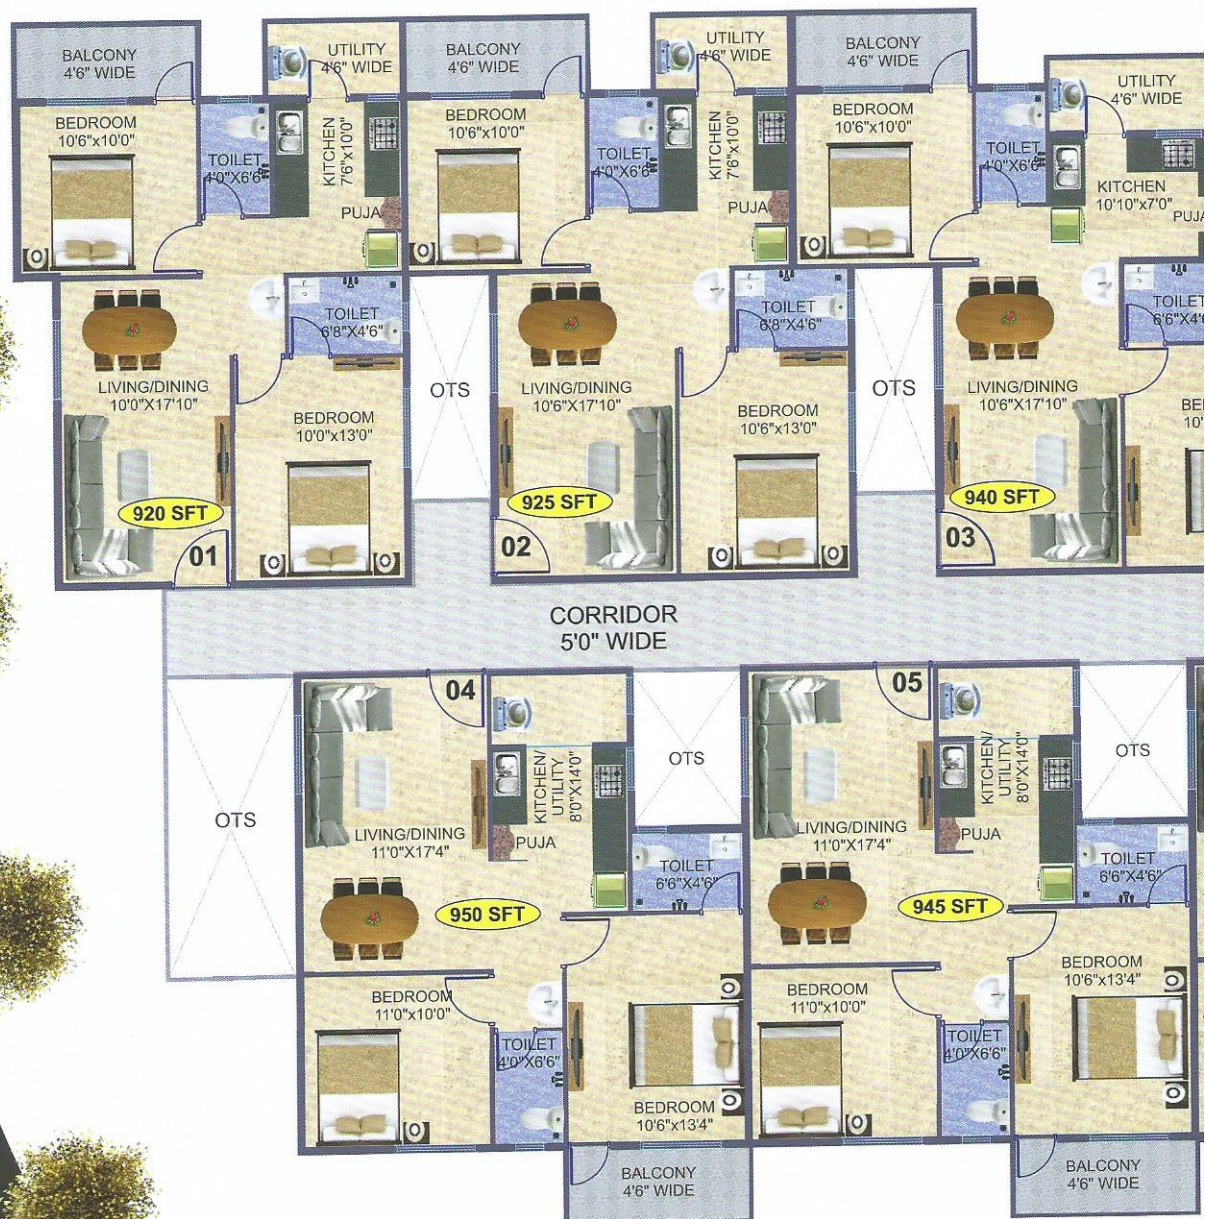 BALCONY
4'6" WIDE
UTILITY
4'6" WIDE
BEDROOM
10'6"x10'0"
TOILET
4'0"X6'6"
KITCHEN
7'6"x10'0"
PUJA
TOILET
6'8"X4'6"
LIVING/DINING
10'0"X17'10"
BEDROOM
10'0"x13'0"
920 SFT
01
OTS
BALCONY
4'6" WIDE
UTILITY
4'6" WIDE
BEDROOM
10'6"x10'0"
TOILET
4'0"X6'6"
KITCHEN
7'6"x10'0"
PUJA
TOILET
6'8"X4'6"
LIVING/DINING
10'6"X17'10"
BEDROOM
10'6"x13'0"
925 SFT
02
OTS
BALCONY
4'6" WIDE
UTILITY
4'6" WIDE
BEDROOM
10'6"x10'0"
TOILET
4'0"X6'6"
KITCHEN
10'10"x7'0"
PUJA
TOILET
6'6"X4'6
LIVING/DINING
10'6"X17'10"
BE
10'
940 SFT
03
CORRIDOR
5'0" WIDE
OTS
04
KITCHEN/
UTILITY
8'0"X14'0"
OTS
LIVING/DINING
11'0"X17'4"
PUJA
TOILET
6'6"X4'6"
950 SFT
BEDROOM
11'0"x10'0"
TOILET
4'0"X6'6"
BEDROOM
10'6"x13'4"
BALCONY
4'6" WIDE
05
KITCHEN/
UTILITY
8'0"X14'0"
OTS
LIVING/DINING
11'0"X17'4"
PUJA
TOILET
6'6"X4'6"
945 SFT
BEDROOM
11'0"x10'0"
TOILET
4'0"X6'6"
BEDROOM
10'6"x13'4"
BALCONY
4'6" WIDE